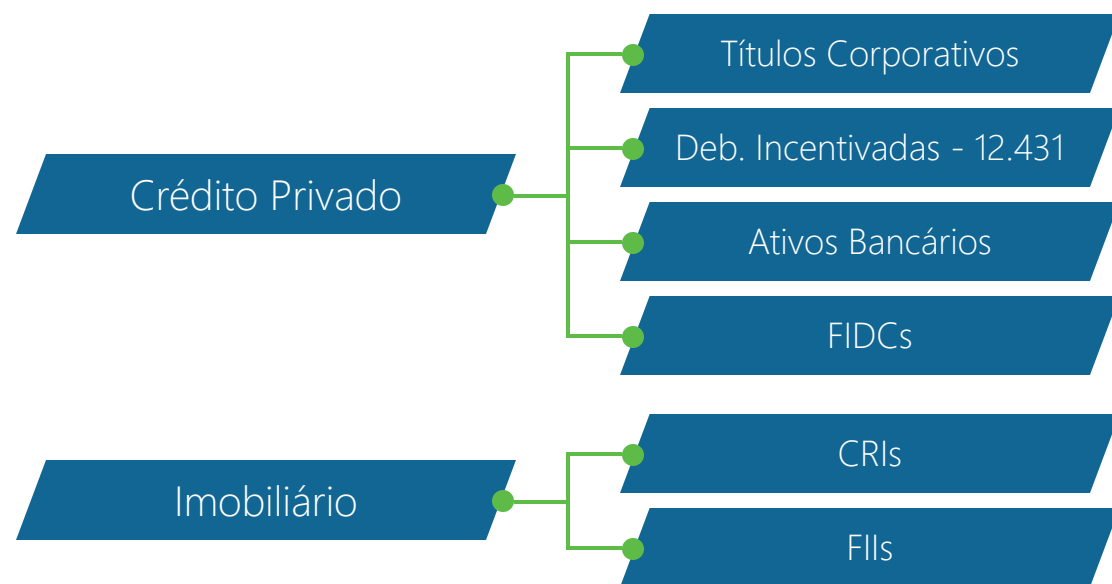 Crédito Privado
Títulos Corporativos
Deb. Incentivadas - 12.431
Ativos Bancários
FIDCs
Imobiliário
CRIs
FIIs